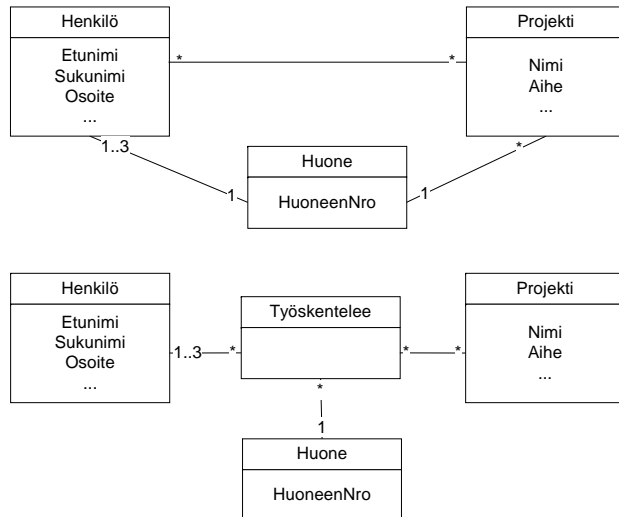 Henkilö
Etunimi
Sukunimi
Osoite
...
Projekti
Nimi
Aihe
...
* *
1..3
1
Huone
HuoneenNro
1
*
Henkilö
Etunimi
Sukunimi
Osoite
...
1..3 *
Työskentelee
* *
Projekti
Nimi
Aihe
...
*
1
Huone
HuoneenNro